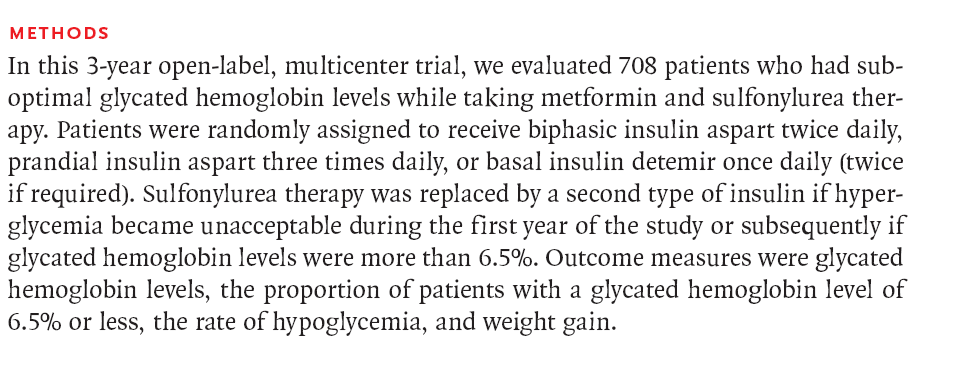 METHODS
In this 3-year open-label, multicenter trial, we evaluated 708 patients who had sub-
optimal glycated hemoglobin levels while taking metformin and sulfonylurea ther-
apy. Patients were randomly assigned to receive biphasic insulin aspart twice daily,
prandial insulin aspart three times daily, or basal insulin detemir once daily (twice
if required). Sulfonylurea therapy was replaced by a second type of insulin if hyper-
glycemia became unacceptable during the first year of the study or subsequently if
glycated hemoglobin levels were more than 6.5%. Outcome measures were glycated
hemoglobin levels, the proportion of patients with a glycated hemoglobin level of
6.5% or less, the rate of hypoglycemia, and weight gain.